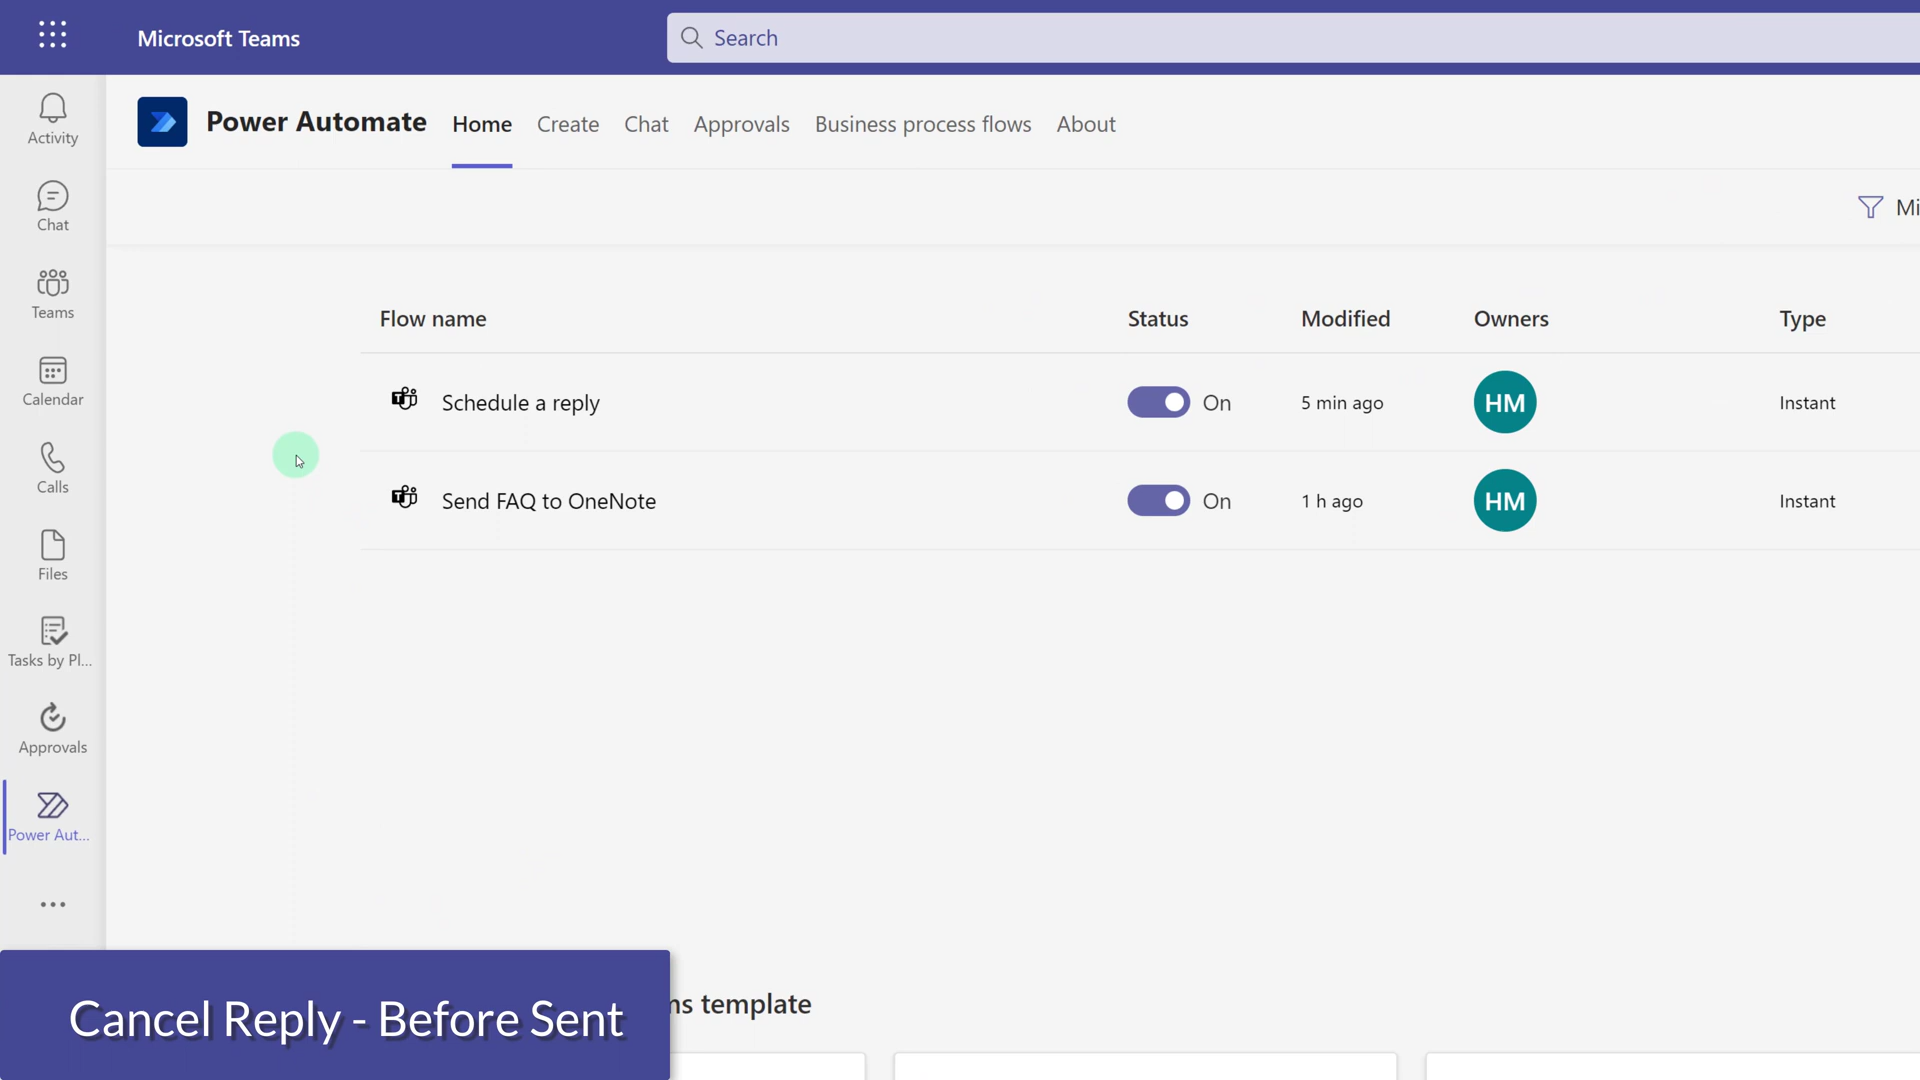 Microsoft Teams
Search
Power Automate
Home
Create
Chat
Approvals
Business process flows
About
Activity
Chat
Teams
Calendar
Calls
Files
Tasks by Pl...
Approvals
Power Aut...
Mi
Flow name
Status
Modified
Owners
Type
Schedule a reply
On
5 min ago
HM
Instant
Send FAQ to OneNote
On
1 h ago
HM
Instant
ns template
Cancel Reply - Before Sent